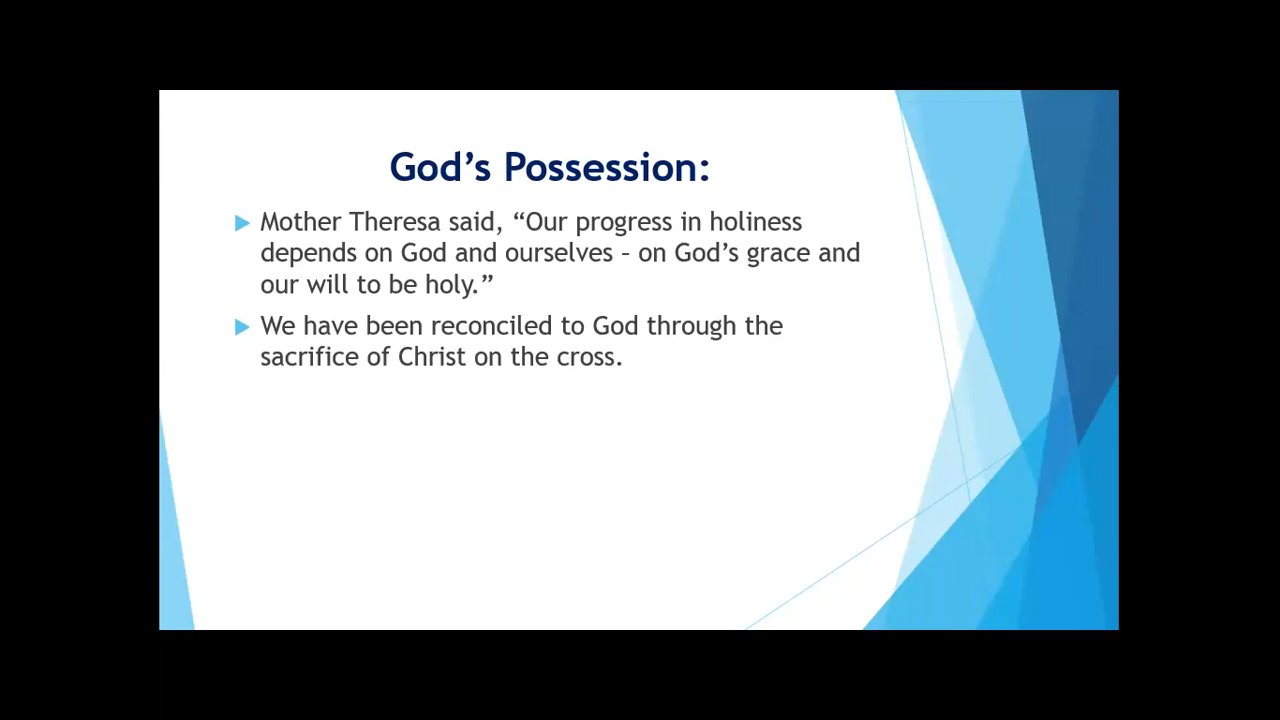 God’s Possession:
Mother Theresa said, “Our progress in holiness
depends on God and ourselves – on God’s grace and
our will to be holy.”
We have been reconciled to God through the
sacrifice of Christ on the cross.